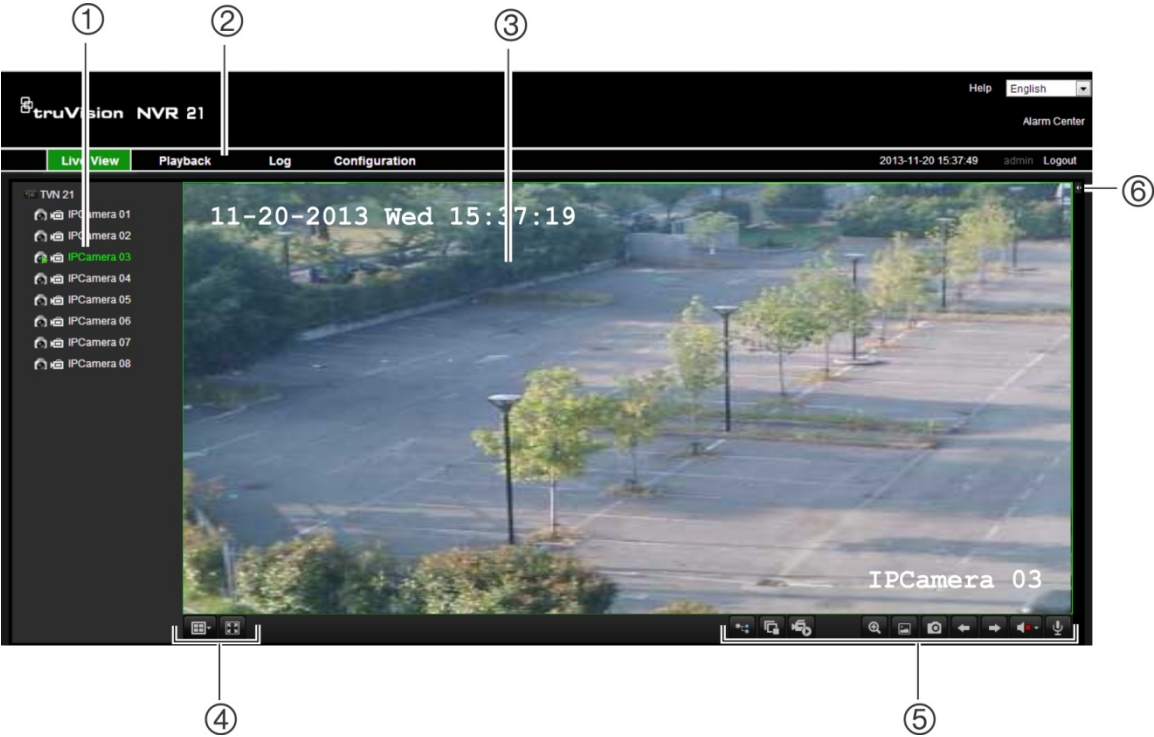 ① ② ③
truVision NVR 21
Help English
Alarm Center
Live View Playback Log Configuration 2013-11-20 15:37:49 admin Logout
TVN 21
IPCamera 01
IPCamera 02
IPCamera 03
IPCamera 04
IPCamera 05
IPCamera 06
IPCamera 07
IPCamera 08
11-20-2013 Wed 15:37:19
IPCamera 03
⑥
④ ⑤